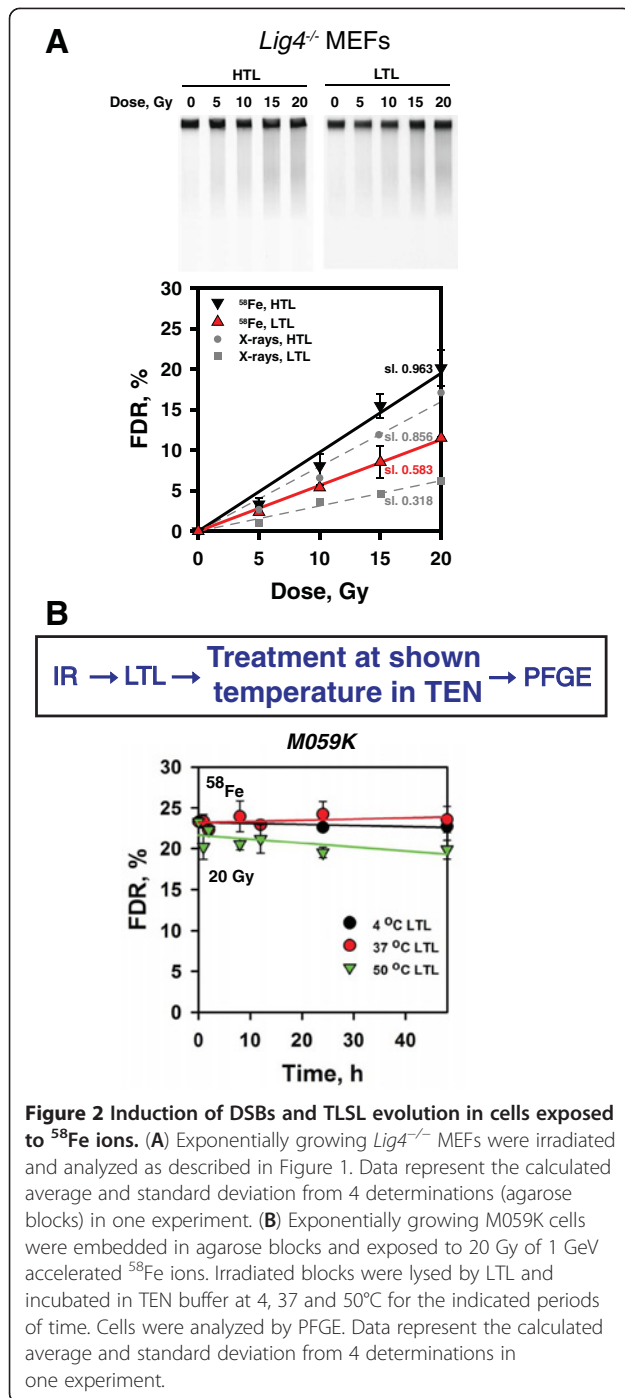 A
Lig4-/- MEFs
HTL LTL
Dose, Gy 0 5 10 15 20 0 5 10 15 20
30
25
20
15
10
5
0
FDR, %
58Fe, HTL
58Fe, LTL
X-rays, HTL
X-rays, LTL
sl. 0.963
sl. 0.856
sl. 0.583
sl. 0.318
0 5 10 15 20
Dose, Gy
B
IR → LTL → Treatment at shown temperature in TEN → PFGE
M059K
30
25
20
15
10
5
0
FDR, %
58Fe
20 Gy
4 OC LTL
37 OC LTL
50 OC LTL
0 10 20 30 40
Time, h
Figure 2 Induction of DSBs and TLSL evolution in cells exposed
to 58Fe ions. (A) Exponentially growing Lig4−/− MEFs were irradiated
and analyzed as described in Figure 1. Data represent the calculated
average and standard deviation from 4 determinations (agarose
blocks) in one experiment. (B) Exponentially growing M059K cells
were embedded in agarose blocks and exposed to 20 Gy of 1 GeV
accelerated 58Fe ions. Irradiated blocks were lysed by LTL and
incubated in TEN buffer at 4, 37 and 50°C for the indicated periods
of time. Cells were analyzed by PFGE. Data represent the calculated
average and standard deviation from 4 determinations in
one experiment.